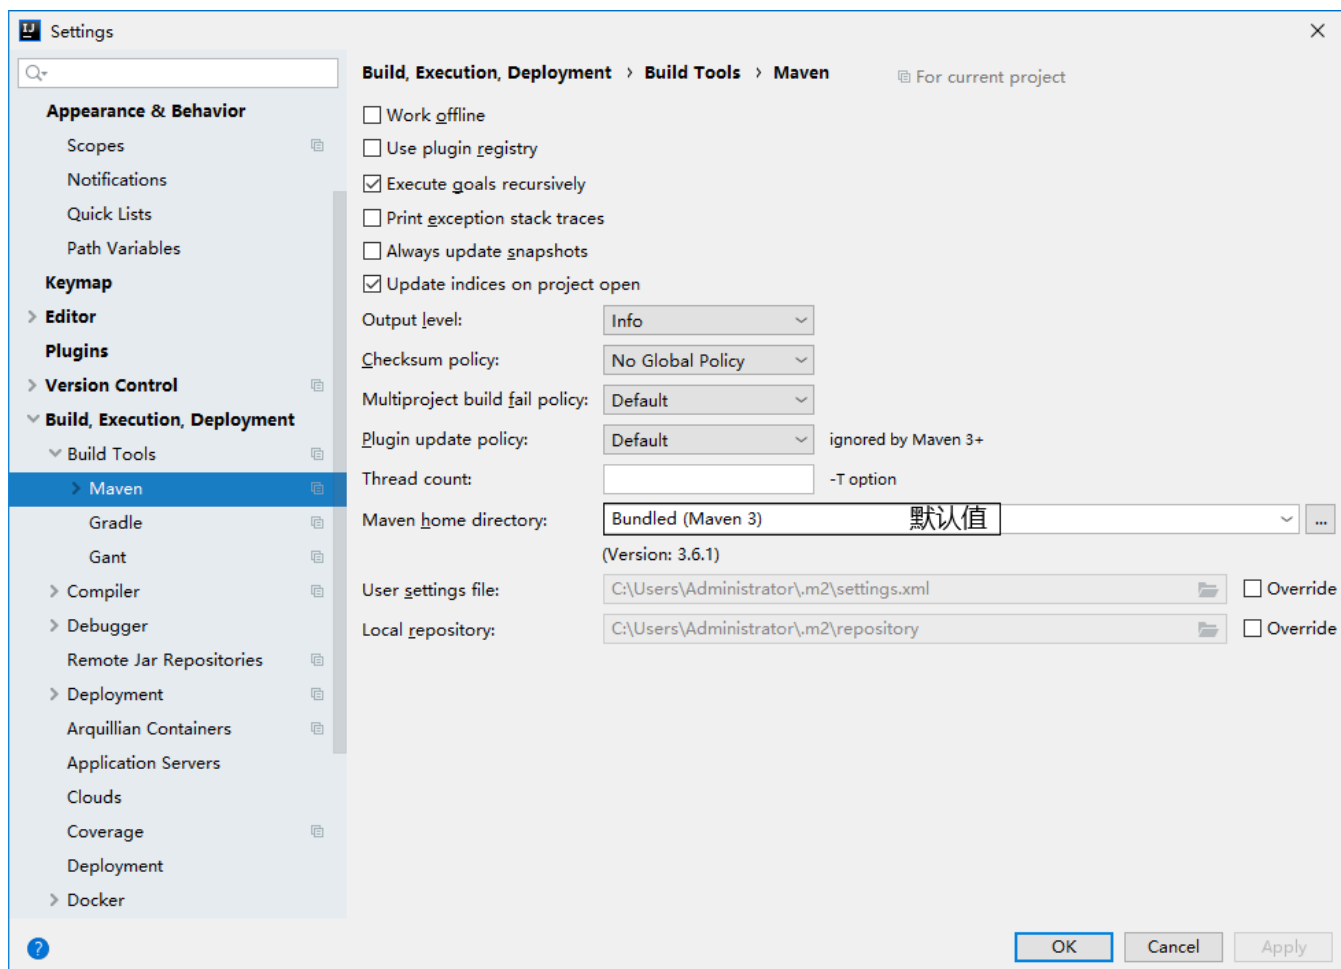 Settings
Build, Execution, Deployment › Build Tools › Maven For current project
Appearance & Behavior
Scopes
Notifications
Quick Lists
Path Variables
Keymap
Editor
Plugins
Version Control
Build, Execution, Deployment
Build Tools
Maven
Gradle
Gant
Compiler
Debugger
Remote Jar Repositories
Deployment
Arquillian Containers
Application Servers
Clouds
Coverage
Deployment
Docker
Work offline
Use plugin registry
Execute goals recursively
Print exception stack traces
Always update snapshots
Update indices on project open
Output level: Info
Checksum policy: No Global Policy
Multiproject build fail policy: Default
Plugin update policy: Default ignored by Maven 3+
Thread count: -T option
Maven home directory: Bundled (Maven 3) 默认值 ...
(Version: 3.6.1)
User settings file: C:\Users\Administrator\.m2\settings.xml Override
Local repository: C:\Users\Administrator\.m2\repository Override
? OK Cancel Apply